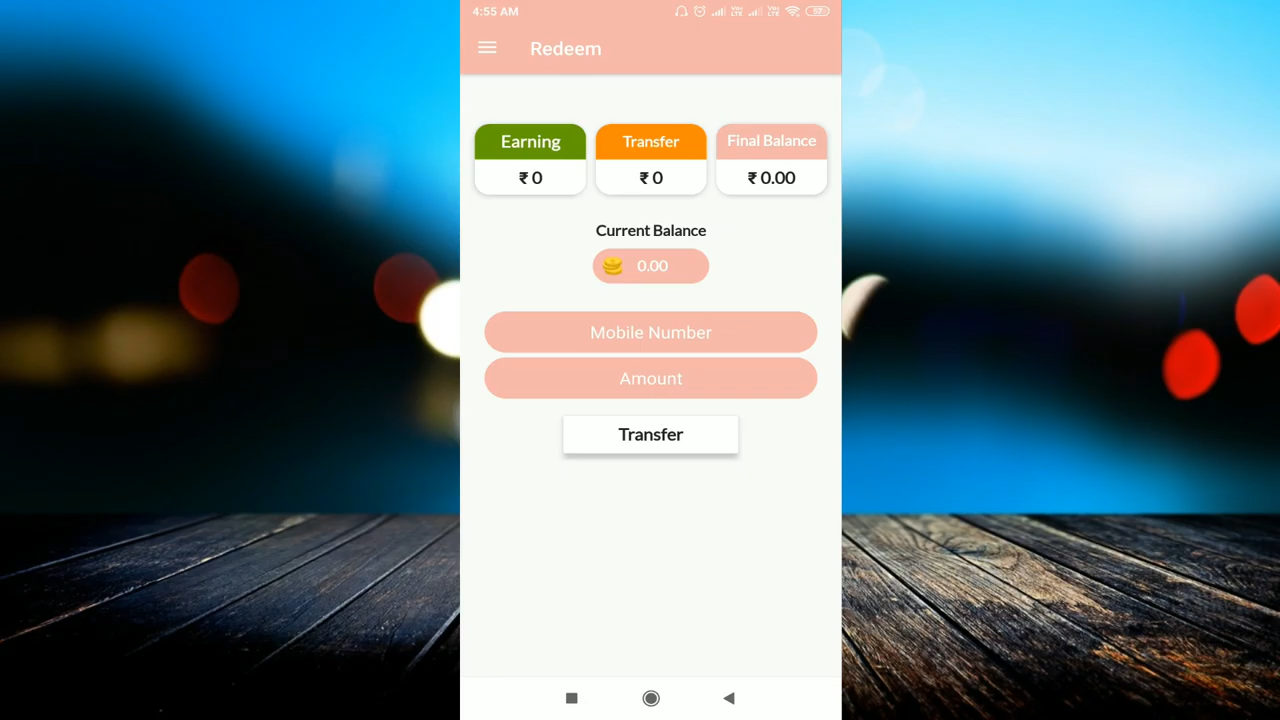 4:55 AM
57
Redeem
Earning
Transfer
Final Balance
₹ 0
₹ 0
₹ 0.00
Current Balance
0.00
Mobile Number
Amount
Transfer